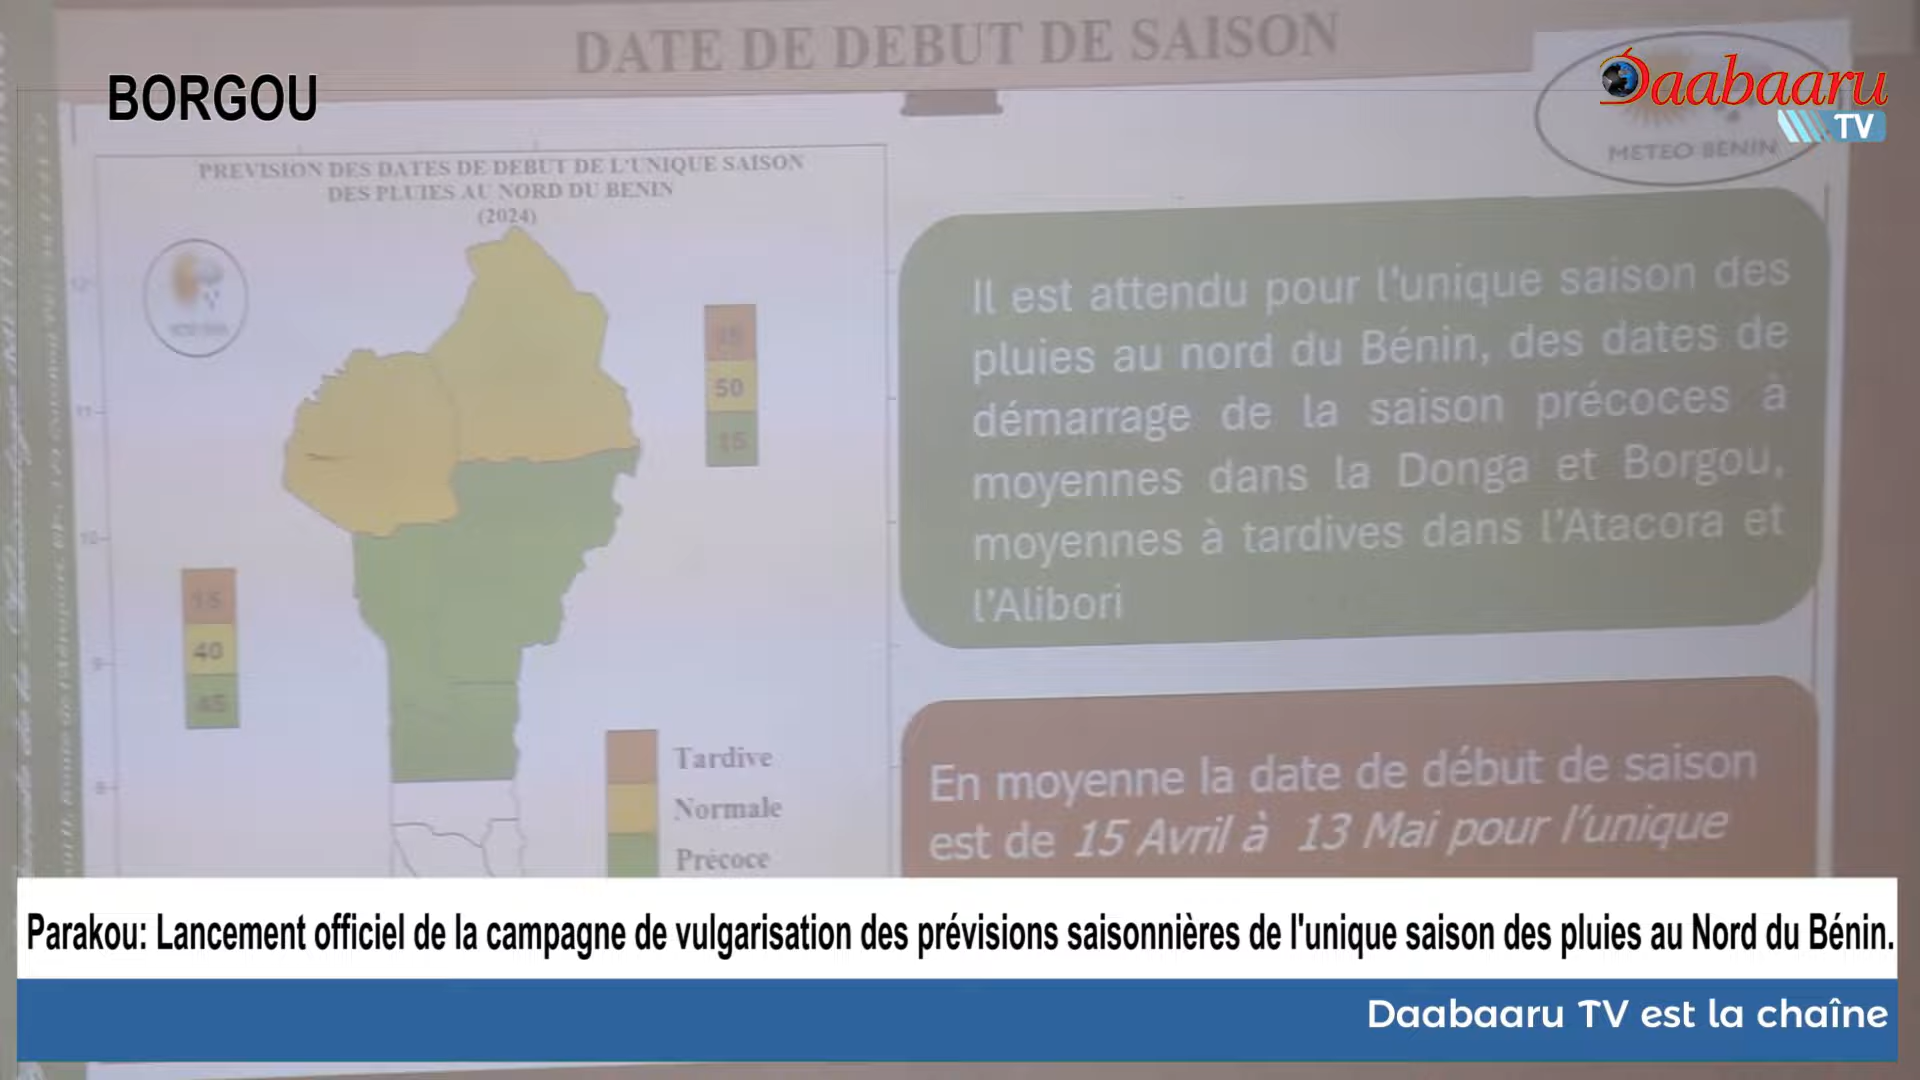 DATE DE DEBUT DE SAISON
BORGOU
Daabaaru
TV
METEO BENIN
PREVISION DES DATES DE DEBUT DE L'UNIQUE SAISON
DES PLUIES AU NORD DU BENIN
(2024)
12
11
10
9
8
50
15
15
40
45
Tardive
Normale
Précoce
Il est attendu pour l'unique saison des
pluies au nord du Bénin, des dates de
démarrage de la saison précoces à
moyennes dans la Donga et Borgou,
moyennes à tardives dans l'Atacora et
l'Alibori
En moyenne la date de début de saison
est de 15 Avril à 13 Mai pour l'unique
Parakou: Lancement officiel de la campagne de vulgarisation des prévisions saisonnières de l'unique saison des pluies au Nord du Bénin.
Daabaaru TV est la chaîne